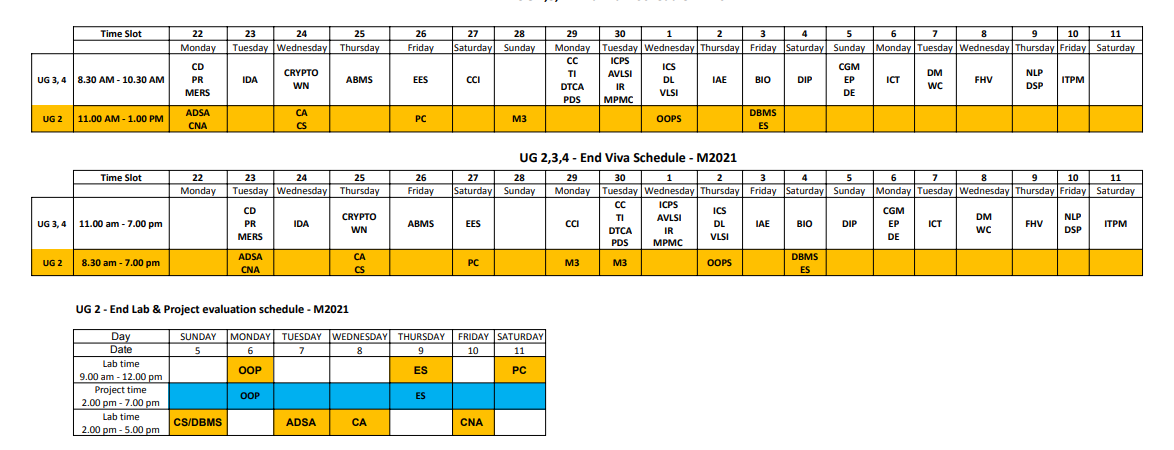 Time Slot 22 23 24 25 26 27 28 29 30 1 2 3 4 5 6 7 8 9 10 11
Monday Tuesday Wednesday Thursday Friday Saturday Sunday Monday Tuesday Wednesday Thursday Friday Saturday Sunday Monday Tuesday Wednesday Thursday Friday Saturday
UG 3, 4 8.30 AM - 10.30 AM CD PR MERS IDA CRYPTO WN ABMS EES CCI CC TI DTCA PDS ICPS AVLSI IR MPMC ICS DL VLSI IAE BIO DIP CGM EP DE ICT DM WC FHV NLP DSP ITPM
UG 2 11.00 AM - 1.00 PM ADSA CNA CA CS PC M3 OOPS DBMS ES
UG 2,3,4 - End Viva Schedule - M2021
Time Slot 22 23 24 25 26 27 28 29 30 1 2 3 4 5 6 7 8 9 10 11
Monday Tuesday Wednesday Thursday Friday Saturday Sunday Monday Tuesday Wednesday Thursday Friday Saturday Sunday Monday Tuesday Wednesday Thursday Friday Saturday
UG 3, 4 11.00 am - 7.00 pm CD PR MERS IDA CRYPTO WN ABMS EES CCI CC TI DTCA PDS ICPS AVLSI IR MPMC ICS DL VLSI IAE BIO DIP CGM EP DE ICT DM WC FHV NLP DSP ITPM
UG 2 8.30 am - 7.00 pm ADSA CNA CA CS PC M3 M3 OOPS DBMS ES
UG 2 - End Lab & Project evaluation schedule - M2021
Day SUNDAY MONDAY TUESDAY WEDNESDAY THURSDAY FRIDAY SATURDAY
Date 5 6 7 8 9 10 11
Lab time 9.00 am - 12.00 pm OOP ES PC
Project time 2.00 pm - 7.00 pm OOP ES
Lab time 2.00 pm - 5.00 pm CS/DBMS ADSA CA CNA